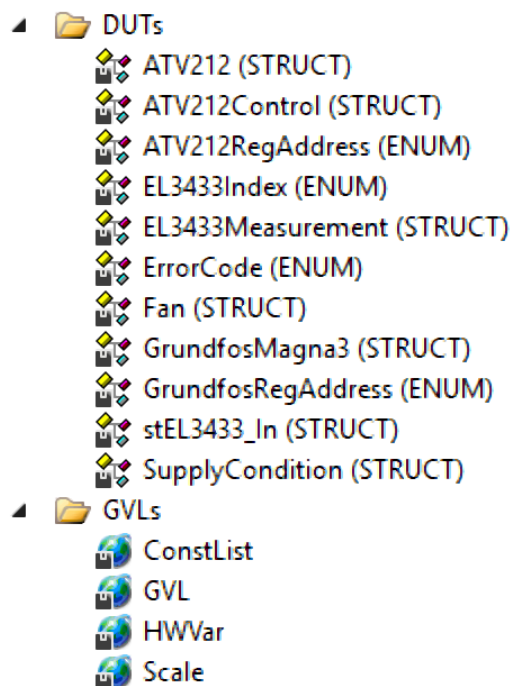 DUTs
ATV212 (STRUCT)
ATV212Control (STRUCT)
ATV212RegAddress (ENUM)
EL3433Index (ENUM)
EL3433Measurement (STRUCT)
ErrorCode (ENUM)
Fan (STRUCT)
GrundfosMagna3 (STRUCT)
GrundfosRegAddress (ENUM)
stEL3433_In (STRUCT)
SupplyCondition (STRUCT)
GVLs
ConstList
GVL
HWVar
Scale